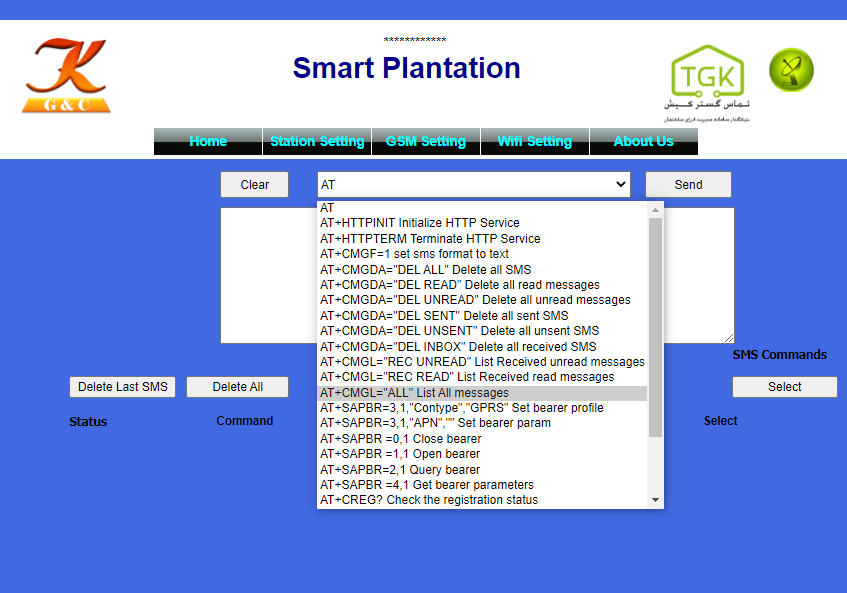 ************
Smart Plantation
K
G & C
TGK
تماس گستر کیش
بنیانگذار سامانه مدیریت انرژی ساختمان
Home Station Setting GSM Setting Wifi Setting About Us
Clear AT Send
AT
AT+HTTPINIT Initialize HTTP Service
AT+HTTPTERM Terminate HTTP Service
AT+CMGF=1 set sms format to text
AT+CMGDA="DEL ALL" Delete all SMS
AT+CMGDA="DEL READ" Delete all read messages
AT+CMGDA="DEL UNREAD" Delete all unread messages
AT+CMGDA="DEL SENT" Delete all sent SMS
AT+CMGDA="DEL UNSENT" Delete all unsent SMS
AT+CMGDA="DEL INBOX" Delete all received SMS
AT+CMGL="REC UNREAD" List Received unread messages
AT+CMGL="REC READ" List Received read messages
AT+CMGL="ALL" List All messages
AT+SAPBR=3,1,"Contype","GPRS" Set bearer profile
AT+SAPBR=3,1,"APN","" Set bearer param
AT+SAPBR =0,1 Close bearer
AT+SAPBR =1,1 Open bearer
AT+SAPBR=2,1 Query bearer
AT+SAPBR =4,1 Get bearer parameters
AT+CREG? Check the registration status
SMS Commands
Delete Last SMS Delete All Select
Status Command Select